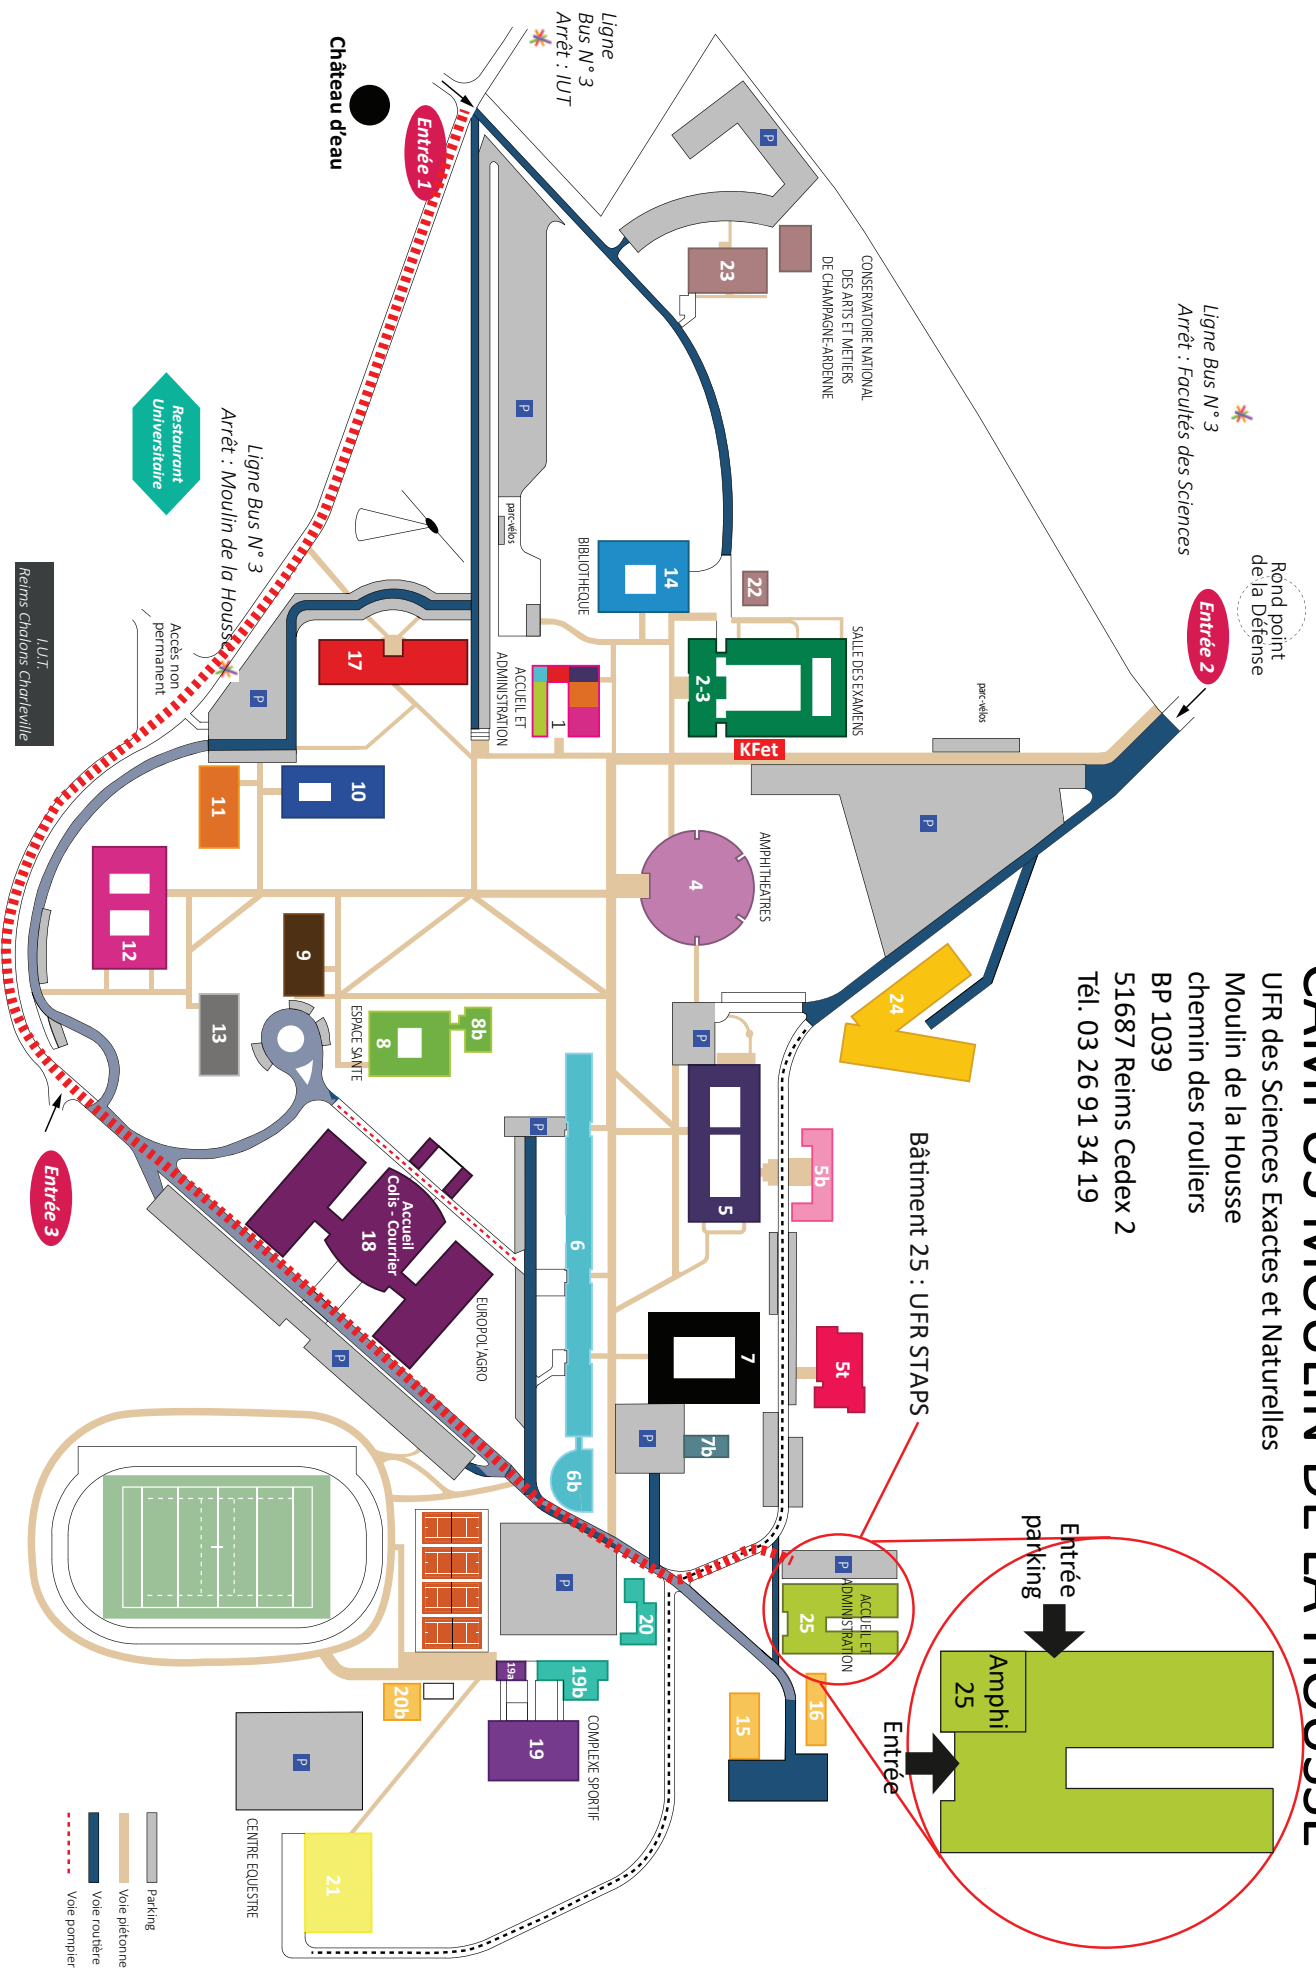 CAMPUS MOULIN DE LA HOUSSE
UFR des Sciences Exactes et Naturelles
Moulin de la Housse
chemin des rouliers
BP 1039
51687 Reims Cedex 2
Tél. 03 26 91 34 19
Rond point
de la Défense
Entrée 2
Ligne Bus N° 3
Arrêt : Facultés des Sciences
parc-vélos
Bâtiment 25 : UFR STAPS
Entrée
parking
Amphi
25
Entrée
CONSERVATOIRE NATIONAL
DES ARTS ET METIERS
DE CHAMPAGNE-ARDENNE
P
23
SALLE DES EXAMENS
22
2-3
KFet
P
AMPHITHEATRES
4
24
P
5
5b
5t
7
7b
P
P
ACCUEIL ET
ADMINISTRATION
25
16
15
Ligne
Bus N° 3
Arrêt : IUT
Entrée 1
Château d'eau
P
parc-vélos
BIBLIOTHEQUE
14
ACCUEIL ET
ADMINISTRATION
1
17
P
10
11
12
9
13
ESPACE SANTE
8
8b
P
6
6b
Accueil
Colis - Courrier
18
EUROPOL'AGRO
P
P
20
19b
19a
19
COMPLEXE SPORTIF
20b
P
CENTRE EQUESTRE
21
Restaurant
Universitaire
Ligne Bus N° 3
Arrêt : Moulin de la Housse
Accès non
permanent
I.U.T.
Reims Chalons Charleville
Entrée 3
Parking
Voie piétonne
Voie routière
Voie pompier